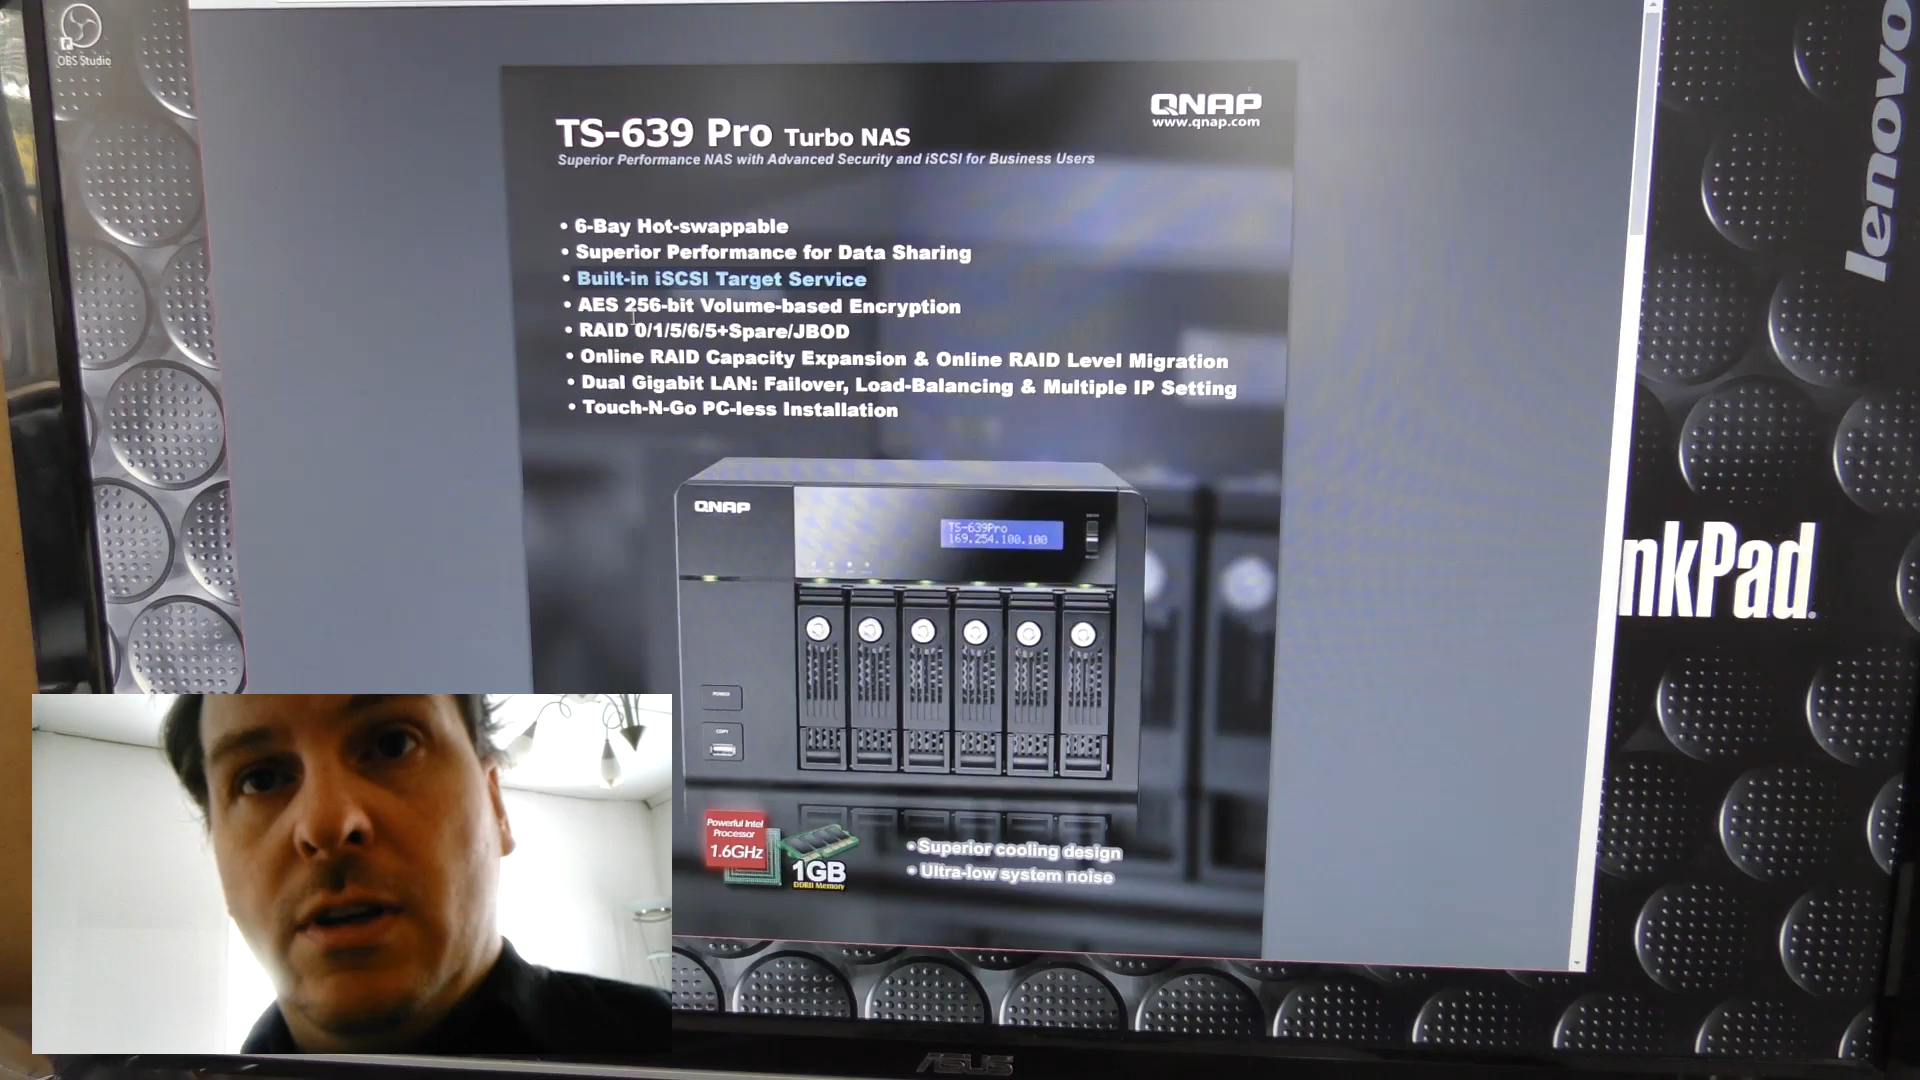 OBS Studio
lenovo
QNAP
www.qnap.com
TS-639 Pro Turbo NAS
Superior Performance NAS with Advanced Security and iSCSI for Business Users
• 6-Bay Hot-swappable
• Superior Performance for Data Sharing
• Built-in iSCSI Target Service
• AES 256-bit Volume-based Encryption
• RAID 0/1/5/6/5+Spare/JBOD
• Online RAID Capacity Expansion & Online RAID Level Migration
• Dual Gigabit LAN: Failover, Load-Balancing & Multiple IP Setting
• Touch-N-Go PC-less Installation
QNAP
TS-639Pro
169.254.100.100
ENTER
SELECT
nkPad
POWER
COPY
Powerful Intel
Processor
1.6GHz
1GB
DDRII Memory
• Superior cooling design
• Ultra-low system noise
ASUS